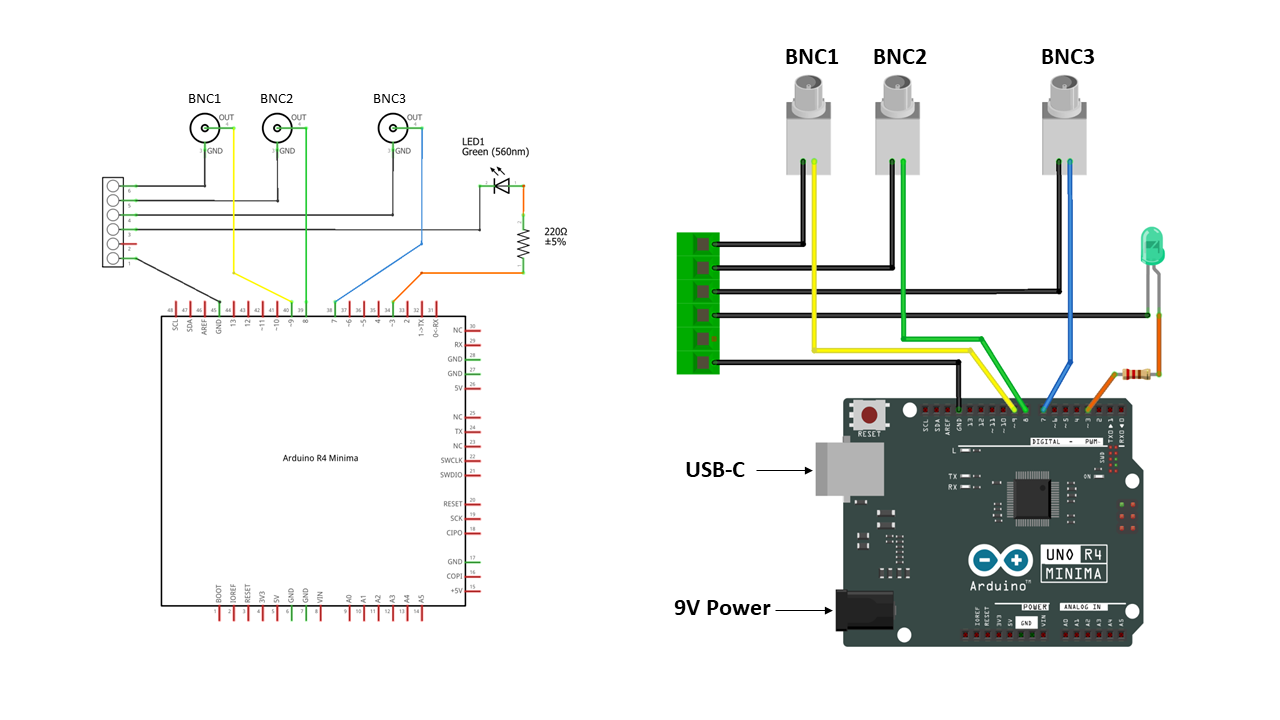 BNC1 BNC2 BNC3
OUT OUT OUT
GND GND GND
LED1
Green (560nm)
220Ω
±5%
6
5
4
3
2
1
48 47 46 45 44 43 42 41 40 39 38 37 36 35 34 33 32 31
SCL SDA AREF GND 13 12 ~11 ~10 ~9 8 7 ~6 ~5 4 ~3 2 1->TX 0<-RX
NC 30
RX 29
GND 28
GND 27
5V 26
NC 25
TX 24
NC 23
SWCLK 22
SWDIO 21
RESET 20
SCK 19
CIPO 18
GND 17
COPI 16
+5V 15
Arduino R4 Minima
BOOT IOREF RESET 3V3 5V GND GND VIN A0 A1 A2 A3 A4 A5
1 2 3 4 5 6 7 8 9 10 11 12 13 14
BNC1 BNC2 BNC3
USB-C
9V Power
RESET
SCL SDA AREF GND 13 12 ~11 ~10 ~9 8 7 ~6 ~5 4 ~3 2 TX0▶1 RX0◀0
DIGITAL ~ PWM~
L
SWD
TX
RX
ON
UNO R4
MINIMA
Arduino™
POWER ANALOG IN
IOREF RESET 3V3 5V GND VIN A0 A1 A2 A3 A4 A5